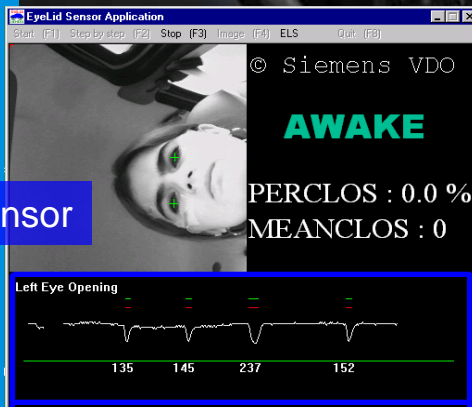 EyeLid Sensor Application
Start (F1) Step by step (F2) Stop (F3) Image (F4) ELS Quit (F8)
© Siemens VDO
AWAKE
nsor
PERCLOS : 0.0 %
MEANCLOS : 0
Left Eye Opening
135 145 237 152